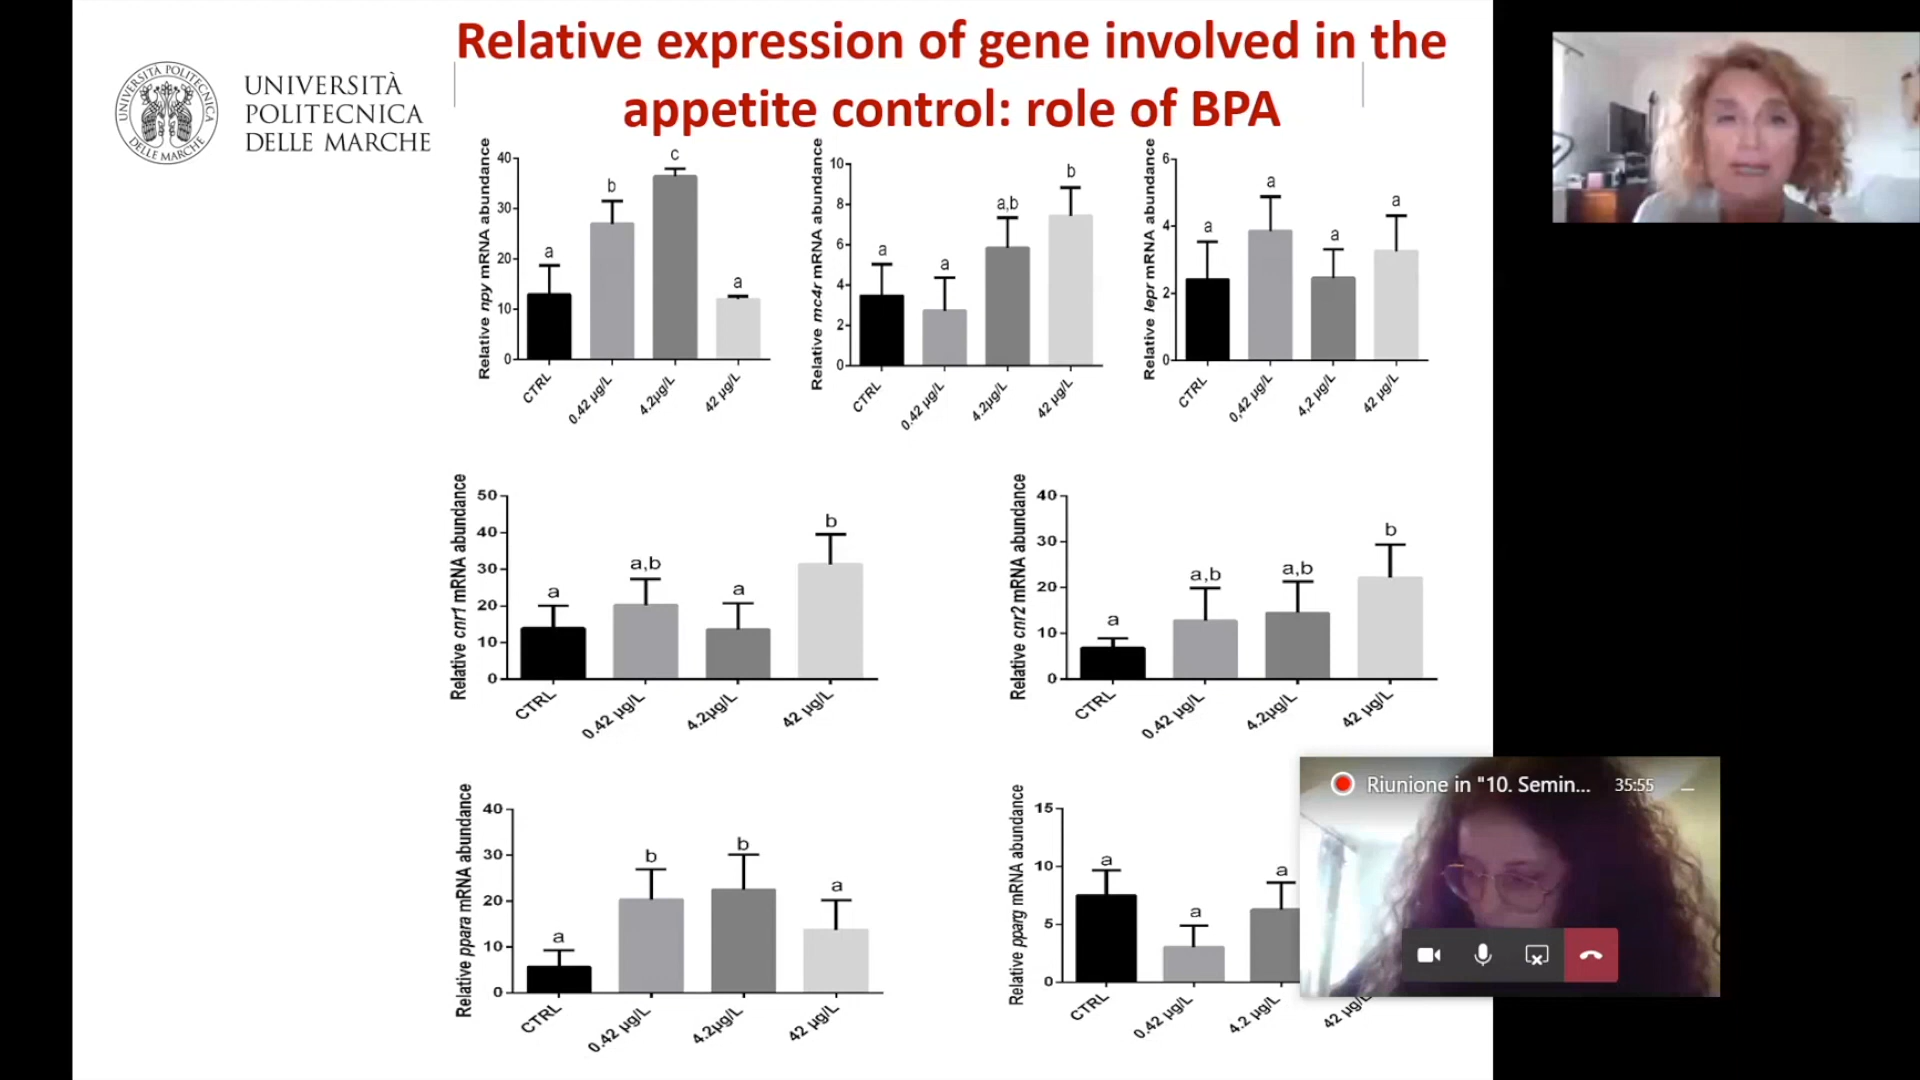 Relative expression of gene involved in the
appetite control: role of BPA
UNIVERSITÀ POLITECNICA
DELLE MARCHE
UNIVERSITÀ
POLITECNICA
DELLE MARCHE
Relative npy mRNA abundance
40
30
20
10
0
a
b
c
a
CTRL
0.42 µg/L
4.2µg/L
42 µg/L
Relative mc4r mRNA abundance
10
8
6
4
2
0
a
a
a,b
b
CTRL
0.42 µg/L
4.2µg/L
42 µg/L
Relative lepr mRNA abundance
6
4
2
0
a
a
a
a
CTRL
0,42 µg/L
4,2 µg/L
42 µg/L
Relative cnr1 mRNA abundance
50
40
30
20
10
0
a
a,b
a
b
CTRL
0.42 µg/L
4.2µg/L
42 µg/L
Relative cnr2 mRNA abundance
40
30
20
10
0
a
a,b
a,b
b
CTRL
0.42 µg/L
4.2µg/L
42 µg/L
Relative ppara mRNA abundance
40
30
20
10
0
a
b
b
a
CTRL
0.42 µg/L
4.2µg/L
42 µg/L
Relative pparg mRNA abundance
15
10
5
0
a
a
a
CTRL
0.42 µg/L
4.2 µg/L
42 µg/L
Riunione in "10. Semin... 35:55